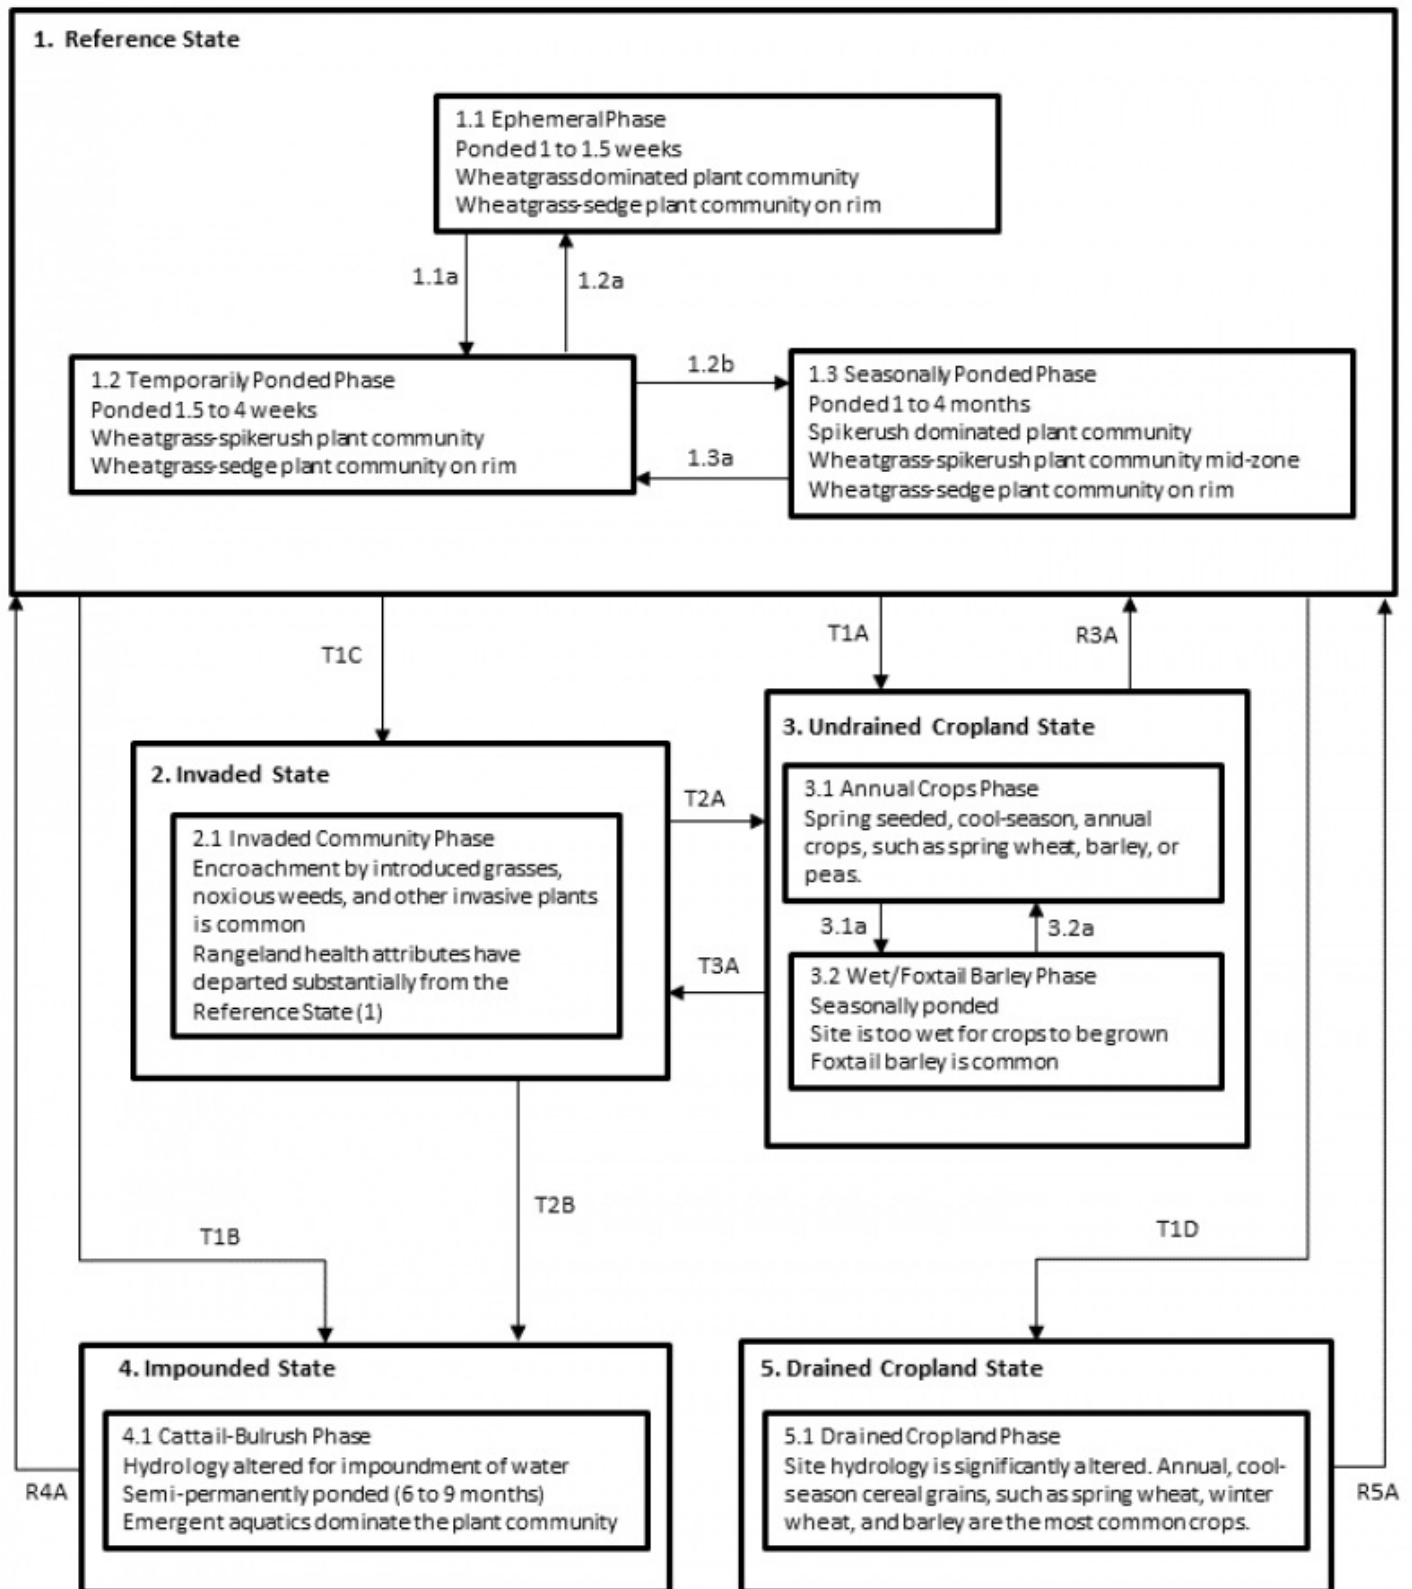 1. Reference State
1.1 Ephemeral Phase
Ponded 1 to 1.5 weeks
Wheatgrass dominated plant community
Wheatgrass-sedge plant community on rim
1.1a
1.2a
1.2 Temporarily Ponded Phase
Ponded 1.5 to 4 weeks
Wheatgrass-spikerush plant community
Wheatgrass-sedge plant community on rim
1.2b
1.3a
1.3 Seasonally Ponded Phase
Ponded 1 to 4 months
Spikerush dominated plant community
Wheatgrass-spikerush plant community mid-zone
Wheatgrass-sedge plant community on rim
T1C
T1A
R3A
2. Invaded State
2.1 Invaded Community Phase
Encroachment by introduced grasses,
noxious weeds, and other invasive plants
is common
Rangeland health attributes have
departed substantially from the
Reference State (1)
T2A
T3A
3. Undrained Cropland State
3.1 Annual Crops Phase
Spring seeded, cool-season, annual
crops, such as spring wheat, barley, or
peas.
3.1a
3.2a
3.2 Wet/Foxtail Barley Phase
Seasonally ponded
Site is too wet for crops to be grown
Foxtail barley is common
T2B
T1B
T1D
4. Impounded State
4.1 Cattail-Bulrush Phase
Hydrology altered for impoundment of water
Semi-permanently ponded (6 to 9 months)
Emergent aquatics dominate the plant community
R4A
5. Drained Cropland State
5.1 Drained Cropland Phase
Site hydrology is significantly altered. Annual, cool-
season cereal grains, such as spring wheat, winter
wheat, and barley are the most common crops.
R5A